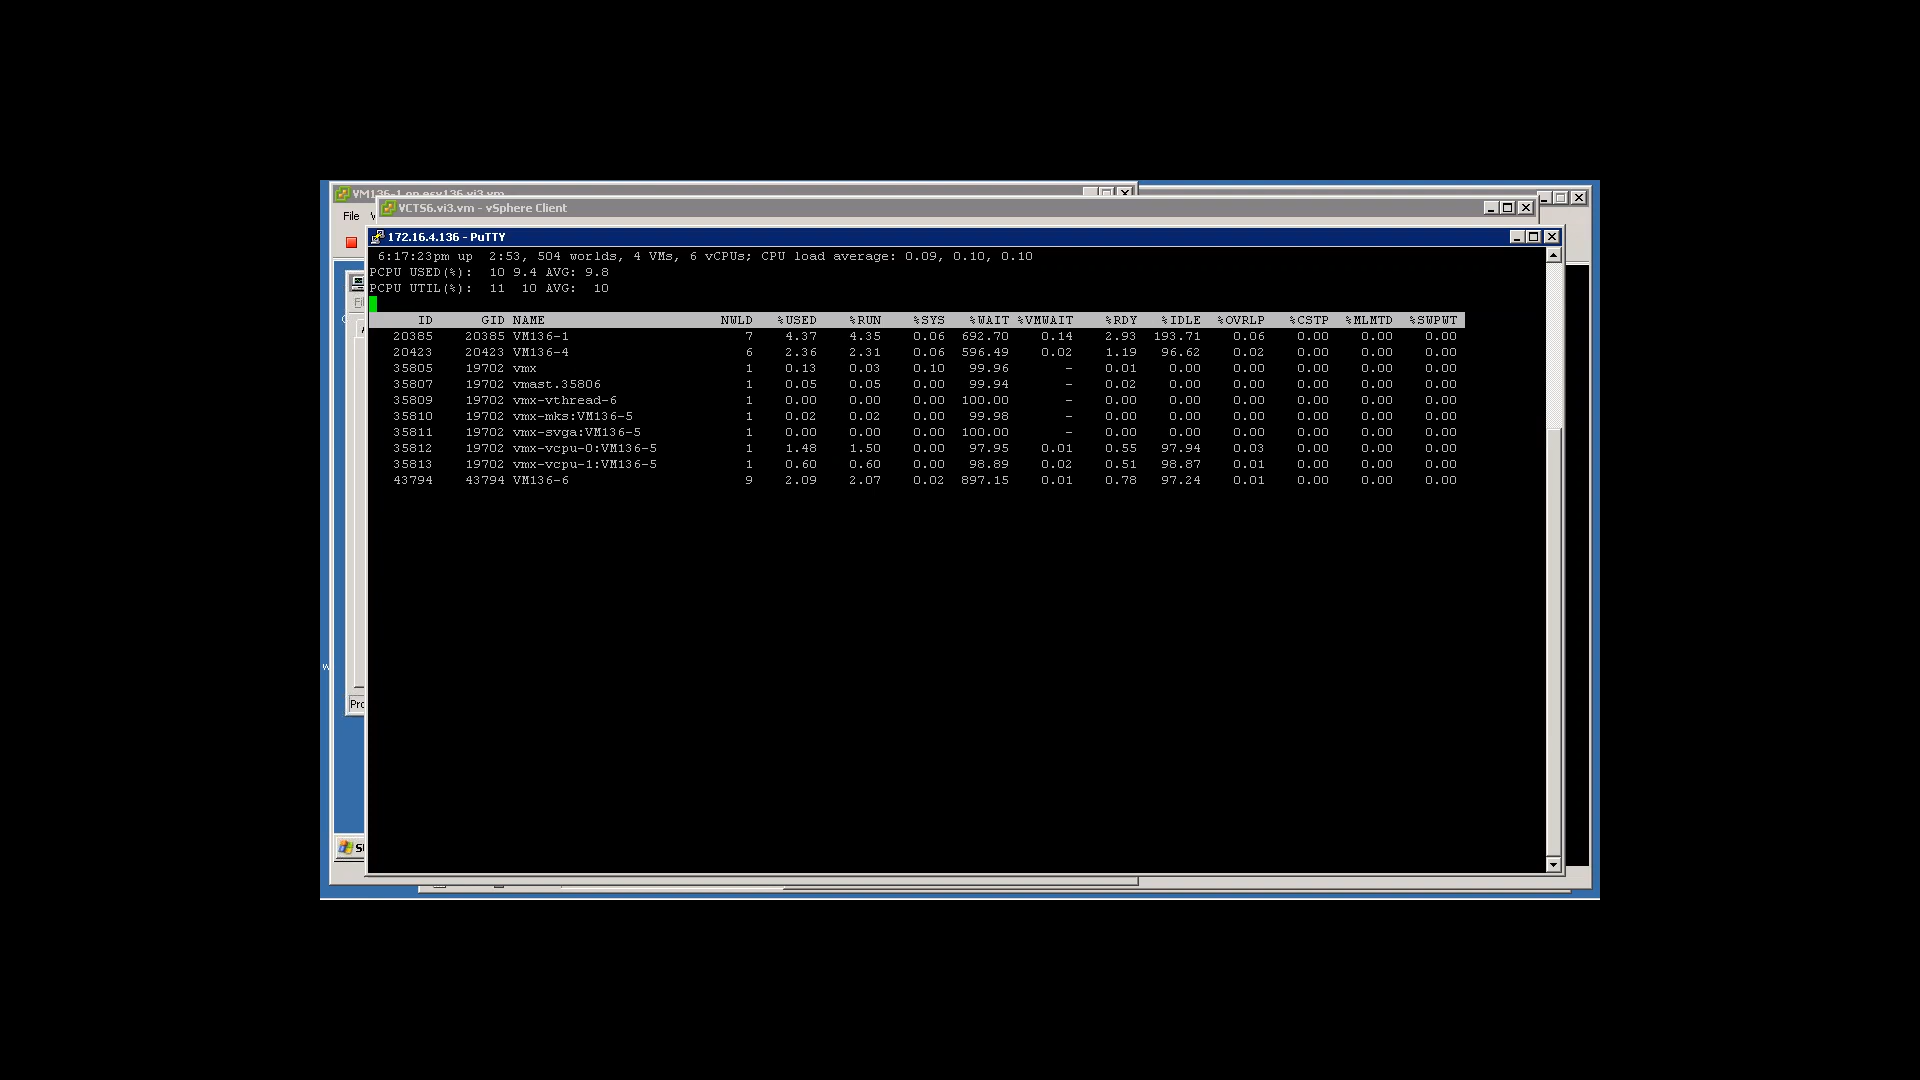 VM136-1 on esx136.vi3.vm
File
VCTS6.vi3.vm - vSphere Client
172.16.4.136 - PuTTY
6:17:23pm up  2:53, 504 worlds, 4 VMs, 6 vCPUs; CPU load average: 0.09, 0.10, 0.10
PCPU USED(%):  10 9.4 AVG: 9.8
PCPU UTIL(%):  11  10 AVG:  10
ID GID NAME NWLD %USED %RUN %SYS %WAIT %VMWAIT %RDY %IDLE %OVRLP %CSTP %MLMTD %SWPWT
20385 20385 VM136-1 7 4.37 4.35 0.06 692.70 0.14 2.93 193.71 0.06 0.00 0.00 0.00
20423 20423 VM136-4 6 2.36 2.31 0.06 596.49 0.02 1.19 96.62 0.02 0.00 0.00 0.00
35805 19702 vmx 1 0.13 0.03 0.10 99.96 - 0.01 0.00 0.00 0.00 0.00 0.00
35807 19702 vmast.35806 1 0.05 0.05 0.00 99.94 - 0.02 0.00 0.00 0.00 0.00 0.00
35809 19702 vmx-vthread-6 1 0.00 0.00 0.00 100.00 - 0.00 0.00 0.00 0.00 0.00 0.00
35810 19702 vmx-mks:VM136-5 1 0.02 0.02 0.00 99.98 - 0.00 0.00 0.00 0.00 0.00 0.00
35811 19702 vmx-svga:VM136-5 1 0.00 0.00 0.00 100.00 - 0.00 0.00 0.00 0.00 0.00 0.00
35812 19702 vmx-vcpu-0:VM136-5 1 1.48 1.50 0.00 97.95 0.01 0.55 97.94 0.03 0.00 0.00 0.00
35813 19702 vmx-vcpu-1:VM136-5 1 0.60 0.60 0.00 98.89 0.02 0.51 98.87 0.01 0.00 0.00 0.00
43794 43794 VM136-6 9 2.09 2.07 0.02 897.15 0.01 0.78 97.24 0.01 0.00 0.00 0.00